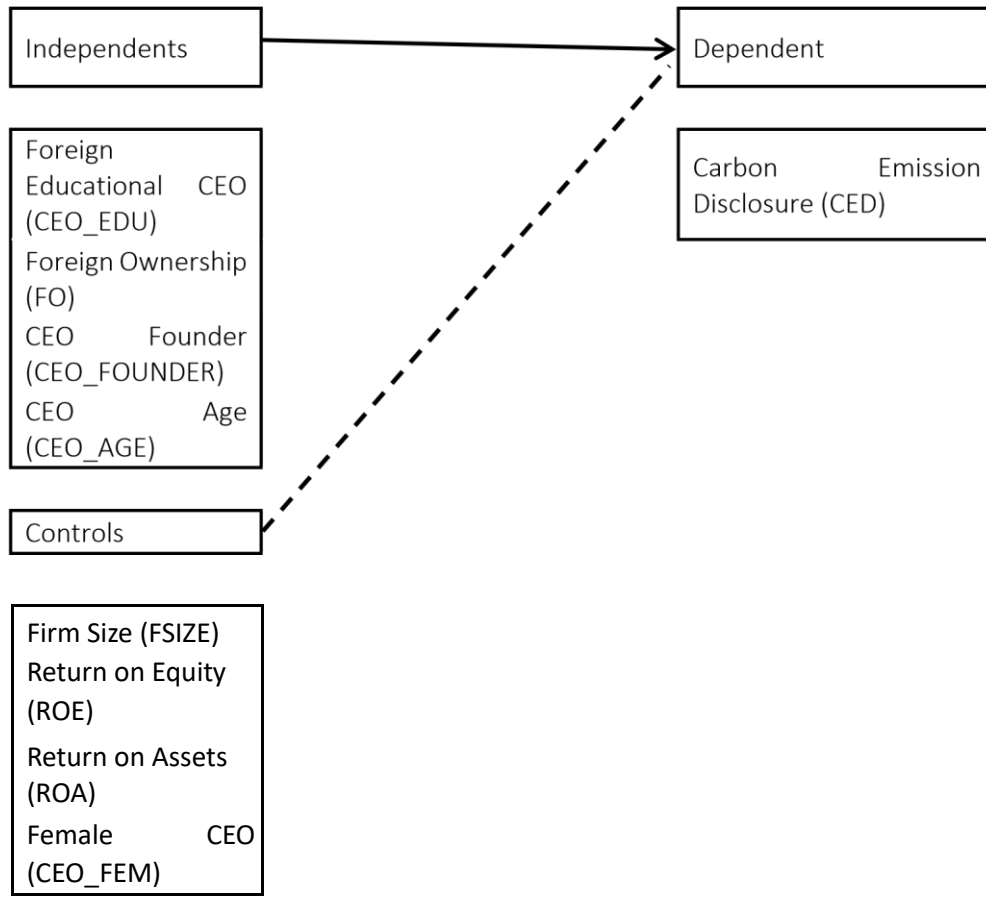 Independents
Dependent
Foreign
Educational CEO
(CEO_EDU)
Foreign Ownership
(FO)
CEO Founder
(CEO_FOUNDER)
CEO Age
(CEO_AGE)
Carbon Emission
Disclosure (CED)
Controls
Firm Size (FSIZE)
Return on Equity
(ROE)
Return on Assets
(ROA)
Female CEO
(CEO_FEM)